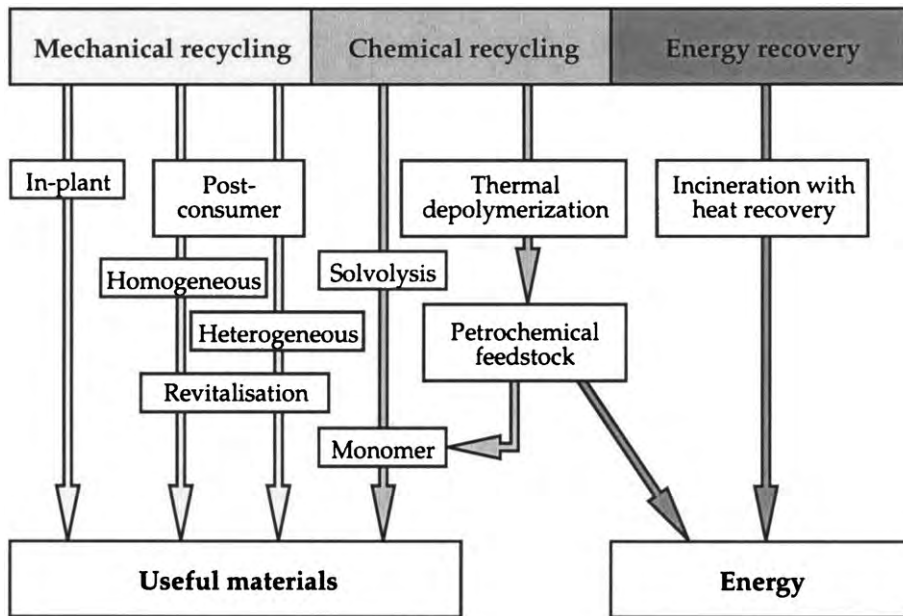 Mechanical recycling
Chemical recycling
Energy recovery
In-plant
Post-
consumer
Thermal
depolymerization
Incineration with
heat recovery
Homogeneous
Solvolysis
Heterogeneous
Petrochemical
feedstock
Revitalisation
Monomer
Useful materials
Energy